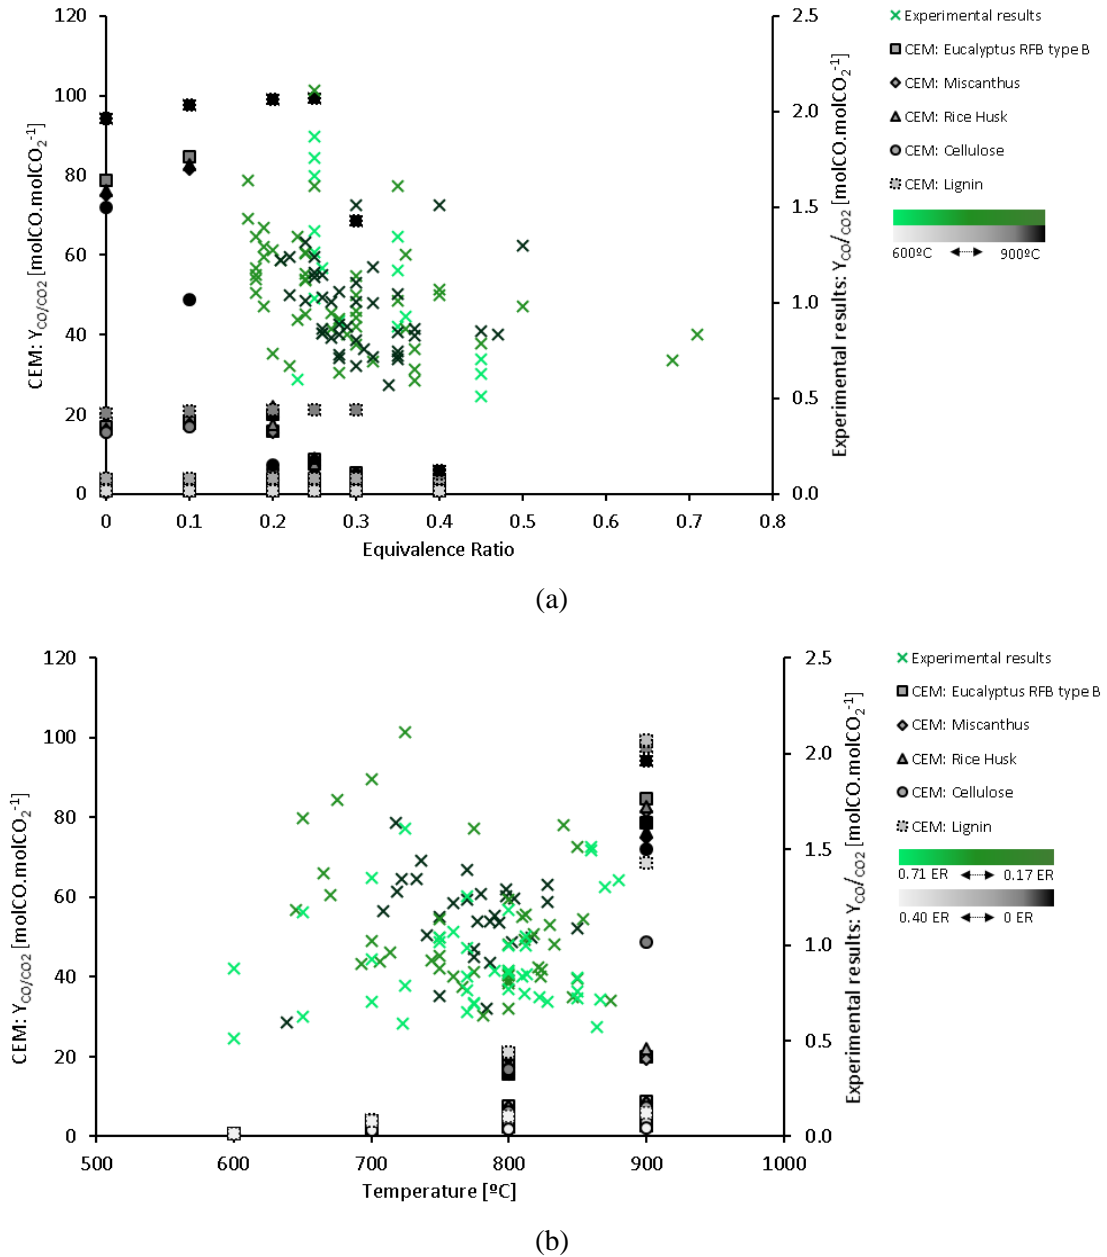 120
100
80
60
40
20
0
CEM: Y_CO/CO2 [molCO.molCO₂⁻¹]
0
0.1
0.2
0.3
0.4
0.5
0.6
0.7
0.8
Equivalence Ratio
2.5
2.0
1.5
1.0
0.5
0.0
Experimental results: Y_CO/CO2 [molCO.molCO₂⁻¹]
Experimental results
CEM: Eucalyptus RFB type B
CEM: Miscanthus
CEM: Rice Husk
CEM: Cellulose
CEM: Lignin
600ºC 900ºC
(a)
120
100
80
60
40
20
0
CEM: Y_CO/CO2 [molCO.molCO₂⁻¹]
500
600
700
800
900
1000
Temperature [ºC]
2.5
2.0
1.5
1.0
0.5
0.0
Experimental results: Y_CO/CO2 [molCO.molCO₂⁻¹]
Experimental results
CEM: Eucalyptus RFB type B
CEM: Miscanthus
CEM: Rice Husk
CEM: Cellulose
CEM: Lignin
0.71 ER 0.17 ER
0.40 ER 0 ER
(b)